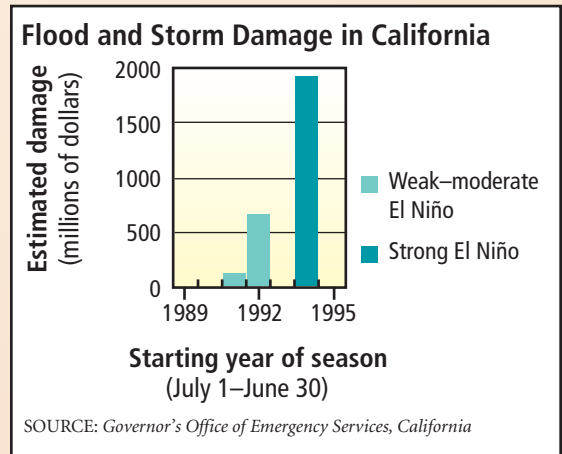 Flood and Storm Damage in California
Estimated damage
(millions of dollars)
2000
1500
1000
500
0
1989 1992 1995
Starting year of season
(July 1–June 30)
Weak–moderate
El Niño
Strong El Niño
SOURCE: Governor's Office of Emergency Services, California